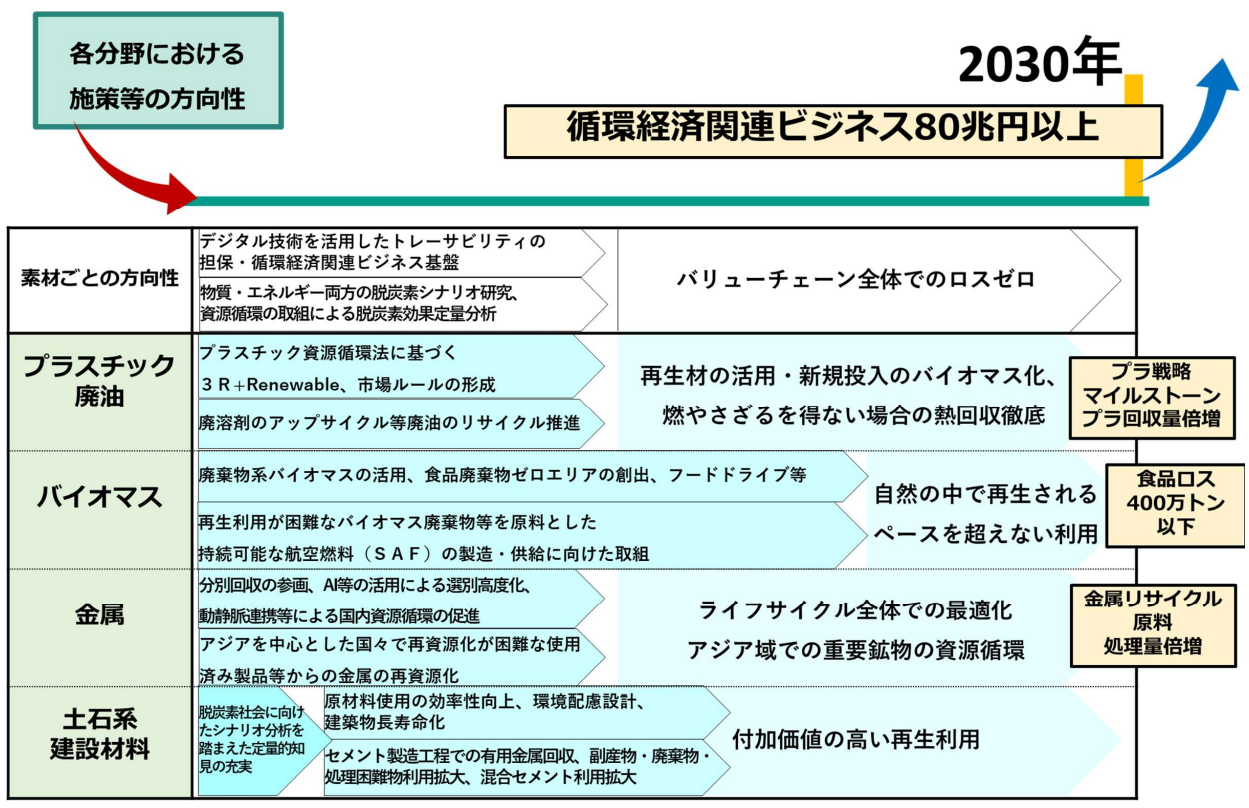 各分野における
施策等の方向性
2030年
循環経済関連ビジネス80兆円以上
素材ごとの方向性
デジタル技術を活用したトレーサビリティの
担保・循環経済関連ビジネス基盤
物質・エネルギー両方の脱炭素シナリオ研究、
資源循環の取組による脱炭素効果定量分析
バリューチェーン全体でのロスゼロ
プラスチック
廃油
プラスチック資源循環法に基づく
３Ｒ+Renewable、市場ルールの形成
廃溶剤のアップサイクル等廃油のリサイクル推進
再生材の活用・新規投入のバイオマス化、
燃やさざるを得ない場合の熱回収徹底
プラ戦略
マイルストーン
プラ回収量倍増
バイオマス
廃棄物系バイオマスの活用、食品廃棄物ゼロエリアの創出、フードドライブ等
再生利用が困難なバイオマス廃棄物等を原料とした
持続可能な航空燃料（ＳＡＦ）の製造・供給に向けた取組
自然の中で再生される
ペースを超えない利用
食品ロス
400万トン
以下
金属
分別回収の参画、AI等の活用による選別高度化、
動静脈連携等による国内資源循環の促進
アジアを中心とした国々で再資源化が困難な使用
済み製品等からの金属の再資源化
ライフサイクル全体での最適化
アジア域での重要鉱物の資源循環
金属リサイクル
原料
処理量倍増
土石系
建設材料
脱炭素社会に向け
たシナリオ分析を
踏まえた定量的知
見の充実
原材料使用の効率性向上、環境配慮設計、
建築物長寿命化
セメント製造工程での有用金属回収、副産物・廃棄物・
処理困難物利用拡大、混合セメント利用拡大
付加価値の高い再生利用